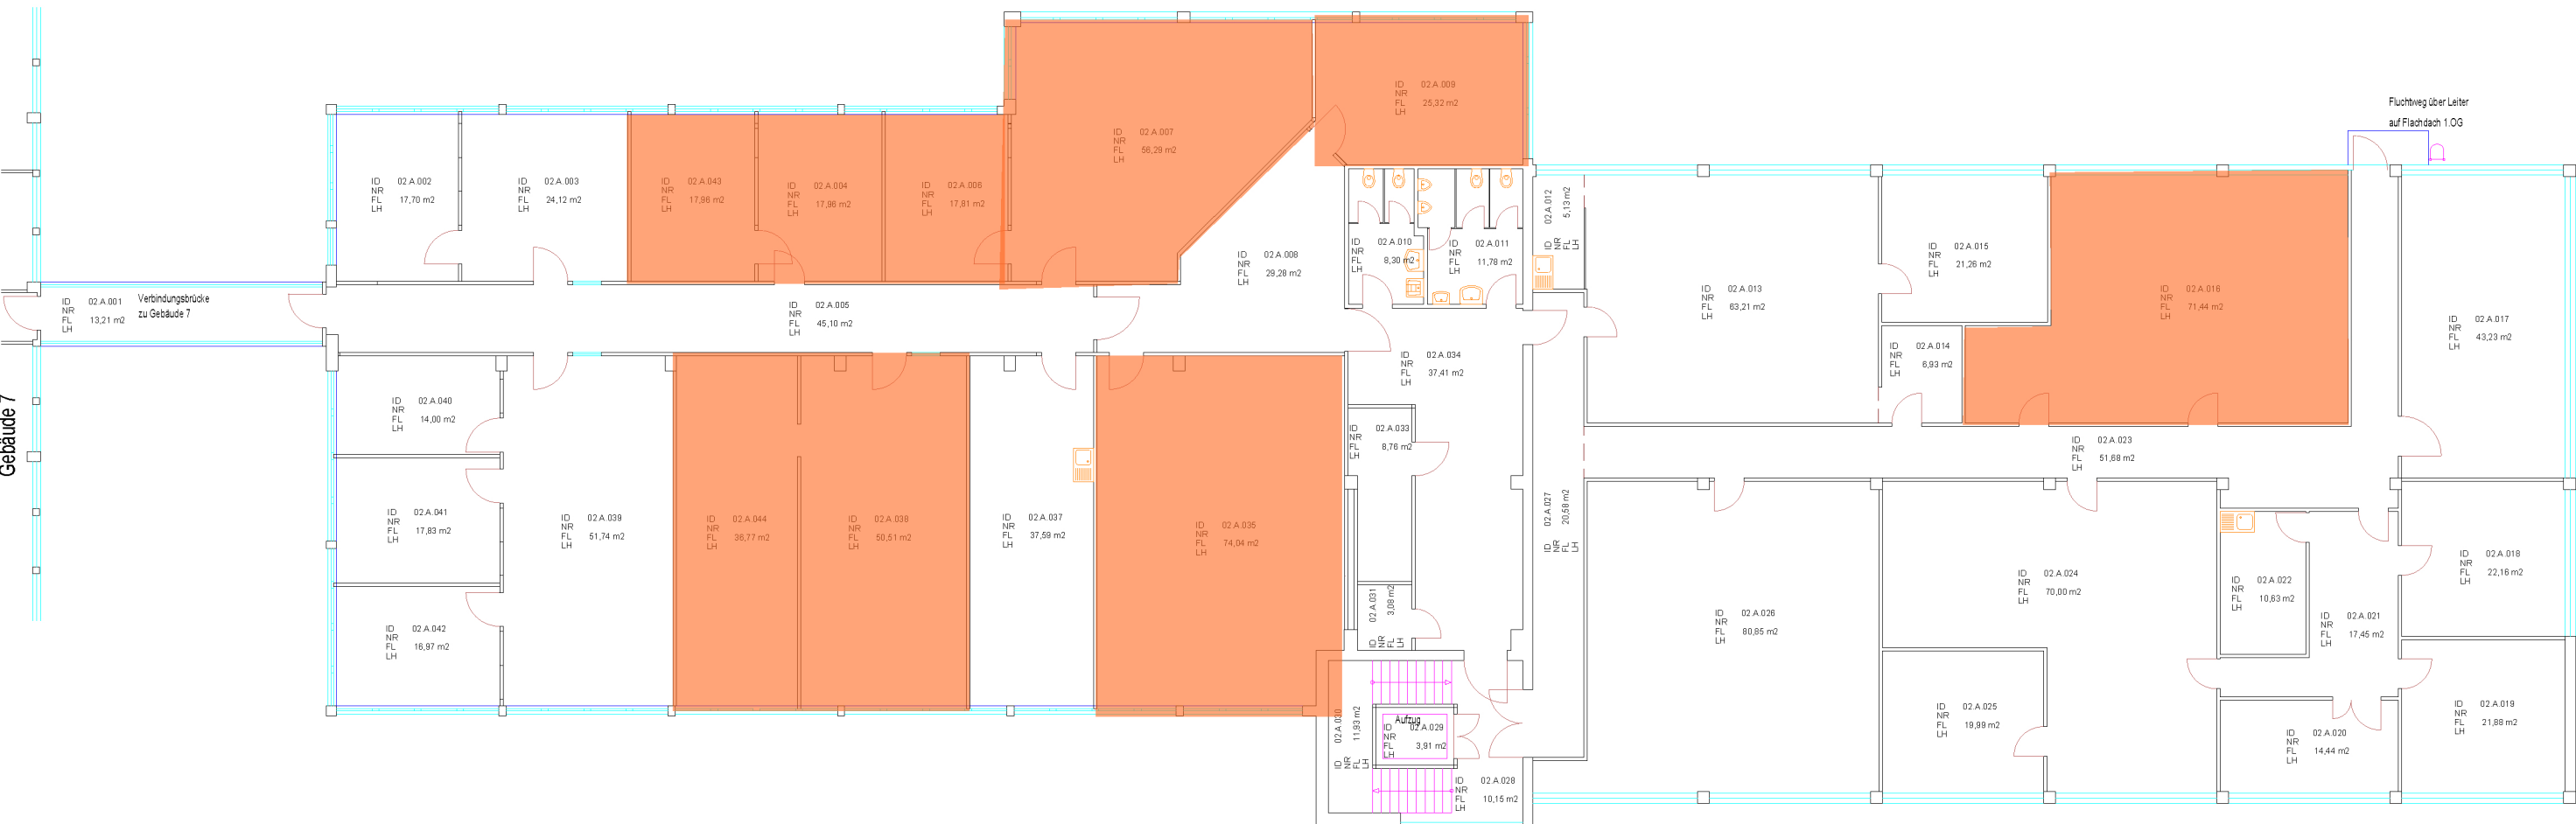 Fluchtweg über Leiter
auf Flachdach 1.OG
Gebäude 7
ID 02.A.001
NR
FL 13,21 m2
LH
Verbindungsbrücke
zu Gebäude 7
ID 02.A.002
NR
FL 17,70 m2
LH
ID 02.A.003
NR
FL 24,12 m2
LH
ID 02.A.043
NR
FL 17,96 m2
LH
ID 02.A.004
NR
FL 17,96 m2
LH
ID 02.A.006
NR
FL 17,81 m2
LH
ID 02.A.007
NR
FL 56,29 m2
LH
ID 02.A.009
NR
FL 25,32 m2
LH
ID 02.A.005
NR
FL 45,10 m2
LH
ID 02.A.008
NR
FL 29,28 m2
LH
ID 02.A.010
NR
FL 8,30 m2
LH
ID 02.A.011
NR
FL 11,78 m2
LH
ID 02.A.012
NR
FL 5,13 m2
LH
ID 02.A.013
NR
FL 63,21 m2
LH
ID 02.A.015
NR
FL 21,26 m2
LH
ID 02.A.014
NR
FL 6,93 m2
LH
ID 02.A.016
NR
FL 71,44 m2
LH
ID 02.A.017
NR
FL 43,23 m2
LH
ID 02.A.040
NR
FL 14,00 m2
LH
ID 02.A.041
NR
FL 17,83 m2
LH
ID 02.A.042
NR
FL 16,97 m2
LH
ID 02.A.039
NR
FL 51,74 m2
LH
ID 02.A.044
NR
FL 36,77 m2
LH
ID 02.A.038
NR
FL 50,51 m2
LH
ID 02.A.037
NR
FL 37,59 m2
LH
ID 02.A.035
NR
FL 74,04 m2
LH
ID 02.A.034
NR
FL 37,41 m2
LH
ID 02.A.033
NR
FL 8,76 m2
LH
ID 02.A.031
NR
FL 3,08 m2
LH
ID 02.A.030
NR
FL 11,93 m2
LH
Aufzug
ID 02.A.029
NR
FL 3,91 m2
LH
ID 02.A.028
NR
FL 10,15 m2
LH
ID 02.A.027
NR
FL 20,58 m2
LH
ID 02.A.026
NR
FL 80,85 m2
LH
ID 02.A.023
NR
FL 51,68 m2
LH
ID 02.A.024
NR
FL 70,00 m2
LH
ID 02.A.025
NR
FL 19,99 m2
LH
ID 02.A.022
NR
FL 10,63 m2
LH
ID 02.A.021
NR
FL 17,45 m2
LH
ID 02.A.018
NR
FL 22,16 m2
LH
ID 02.A.019
NR
FL 21,88 m2
LH
ID 02.A.020
NR
FL 14,44 m2
LH